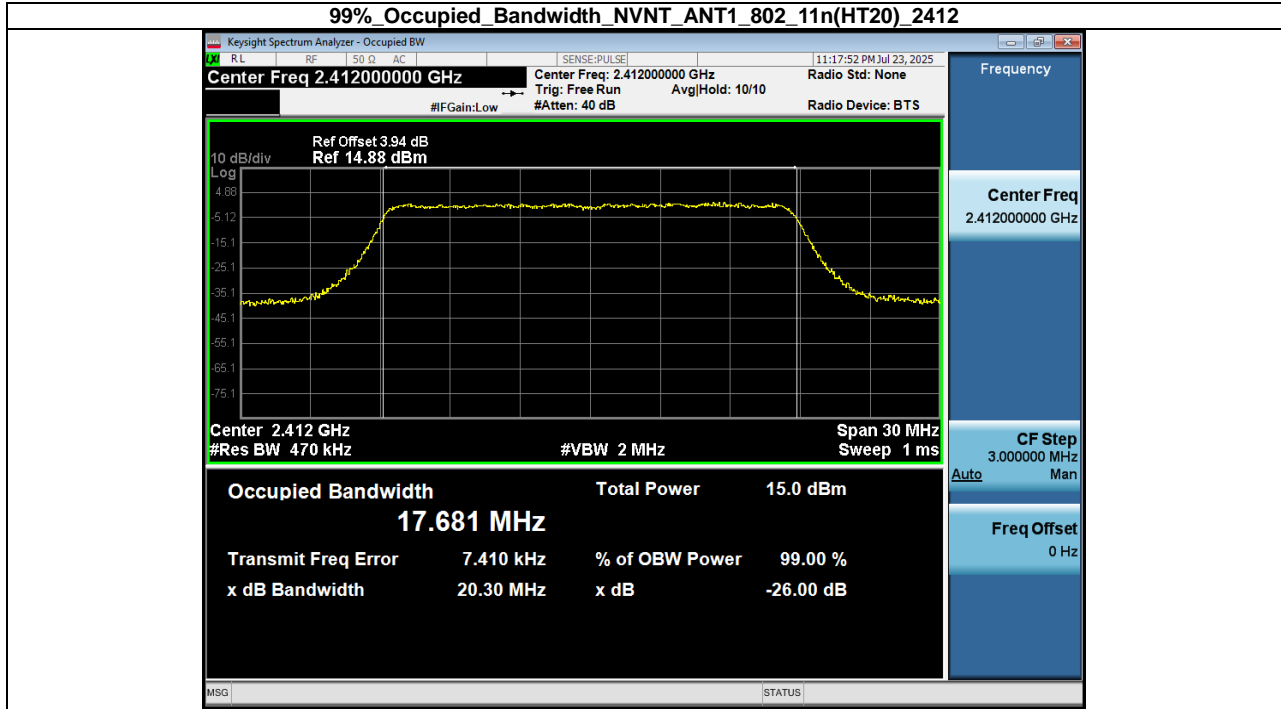 99%_Occupied_Bandwidth_NVNT_ANT1_802_11n(HT20)_2412
Keysight Spectrum Analyzer - Occupied BW
LXI RL RF 50 Ω AC SENSE:PULSE 11:17:52 PM Jul 23, 2025
Center Freq 2.412000000 GHz
Center Freq: 2.412000000 GHz
Radio Std: None
Trig: Free Run Avg|Hold: 10/10
#IFGain:Low
#Atten: 40 dB
Radio Device: BTS
Ref Offset 3.94 dB
10 dB/div Ref 14.88 dBm
Log
4.88
-5.12
-15.1
-25.1
-35.1
-45.1
-55.1
-65.1
-75.1
Center 2.412 GHz Span 30 MHz
#Res BW 470 kHz #VBW 2 MHz Sweep 1 ms
Occupied Bandwidth Total Power 15.0 dBm
17.681 MHz
Transmit Freq Error 7.410 kHz % of OBW Power 99.00 %
x dB Bandwidth 20.30 MHz x dB -26.00 dB
MSG STATUS
Frequency
Center Freq
2.412000000 GHz
CF Step
3.000000 MHz
Auto Man
Freq Offset
0 Hz